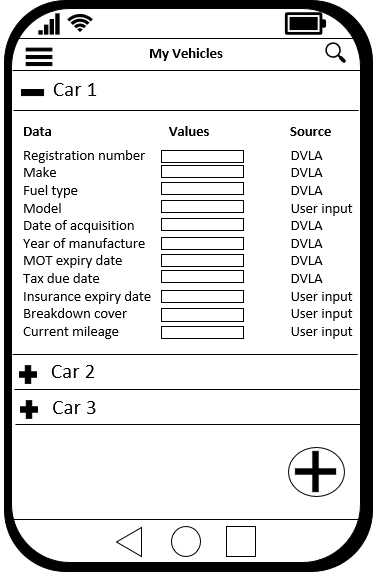 My Vehicles
Car 1
Data Values Source
Registration number DVLA
Make DVLA
Fuel type DVLA
Model User input
Date of acquisition DVLA
Year of manufacture DVLA
MOT expiry date DVLA
Tax due date DVLA
Insurance expiry date User input
Breakdown cover User input
Current mileage User input
Car 2
Car 3